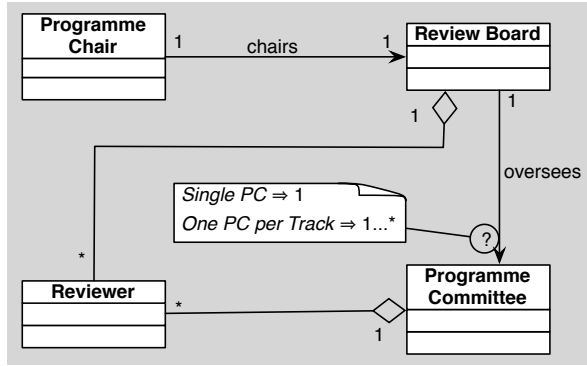 Programme
Chair
1
chairs
1
Review Board
1
1
oversees
Single PC ⇒ 1
One PC per Track ⇒ 1...*
?
*
Reviewer
*
1
Programme
Committee